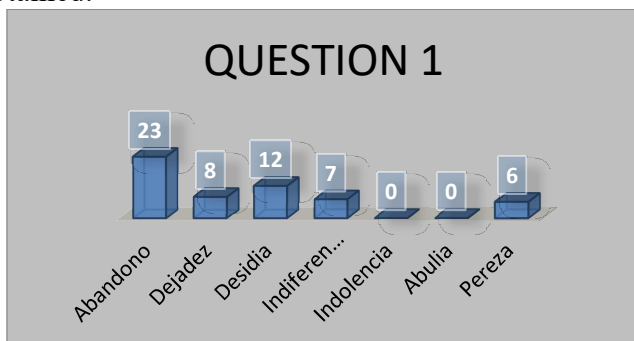 QUESTION 1
23
8
12
7
0
0
6
Abandono
Dejadez
Desidia
Indiferen...
Indolencia
Abulia
Pereza